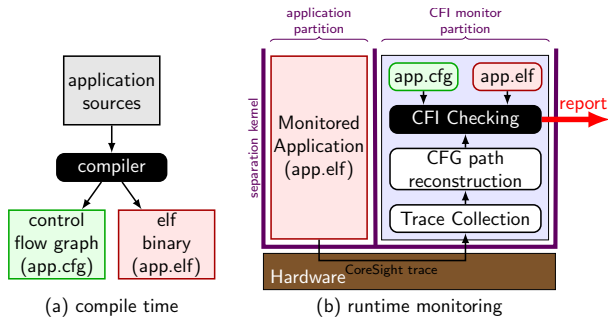 application
sources
compiler
control
flow graph
(app.cfg)
elf
binary
(app.elf)
(a) compile time
application
partition
CFI monitor
partition
separation kernel
Monitored
Application
(app.elf)
app.cfg
app.elf
CFI Checking
report
CFG path
reconstruction
Trace Collection
CoreSight trace
Hardware
(b) runtime monitoring